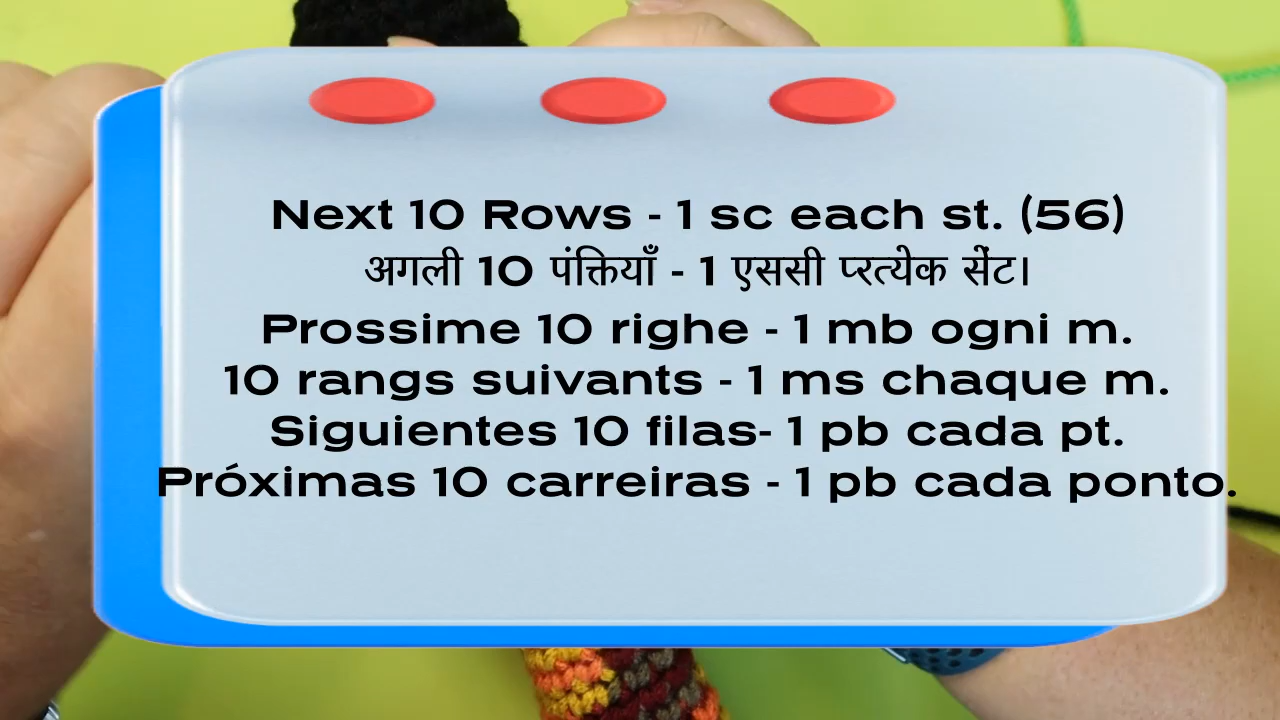 Next 10 Rows - 1 sc each st. (56)
अगली 10 पंक्तियाँ - 1 एससी प्रत्येक सेंट।
Prossime 10 righe - 1 mb ogni m.
10 rangs suivants - 1 ms chaque m.
Siguientes 10 filas- 1 pb cada pt.
Próximas 10 carreiras - 1 pb cada ponto.